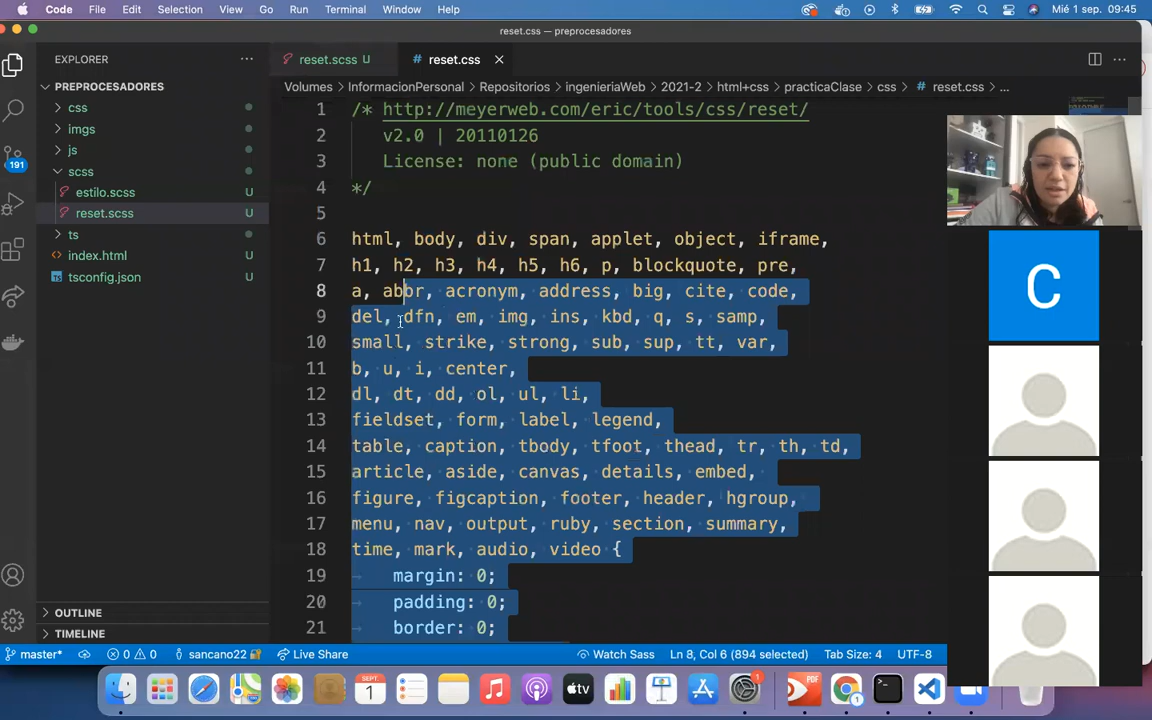 Code File Edit Selection View Go Run Terminal Window Help Mié 1 sep. 09:45
reset.css — preprocesadores
EXPLORER ···
reset.scss U
# reset.css ×
PREPROCESADORES
Volumes > InformacionPersonal > Repositorios > ingenieriaWeb > 2021-2 > html+css > practicaClase > css > # reset.css > ...
css
imgs
js
scss
estilo.scss U
reset.scss U
ts
index.html U
TS tsconfig.json U
191
1 /* http://meyerweb.com/eric/tools/css/reset/
2 v2.0 | 20110126
3 License: none (public domain)
4 */
5
6 html, body, div, span, applet, object, iframe,
7 h1, h2, h3, h4, h5, h6, p, blockquote, pre,
8 a, abbr, acronym, address, big, cite, code,
9 del, dfn, em, img, ins, kbd, q, s, samp,
10 small, strike, strong, sub, sup, tt, var,
11 b, u, i, center,
12 dl, dt, dd, ol, ul, li,
13 fieldset, form, label, legend,
14 table, caption, tbody, tfoot, thead, tr, th, td,
15 article, aside, canvas, details, embed,
16 figure, figcaption, footer, header, hgroup,
17 menu, nav, output, ruby, section, summary,
18 time, mark, audio, video {
19 margin: 0;
20 padding: 0;
21 border: 0;
C
OUTLINE
TIMELINE
master* 0 0 sancano22 Live Share Watch Sass Ln 8, Col 6 (894 selected) Tab Size: 4 UTF-8
SEPT. 1
tv
PDF
1
1